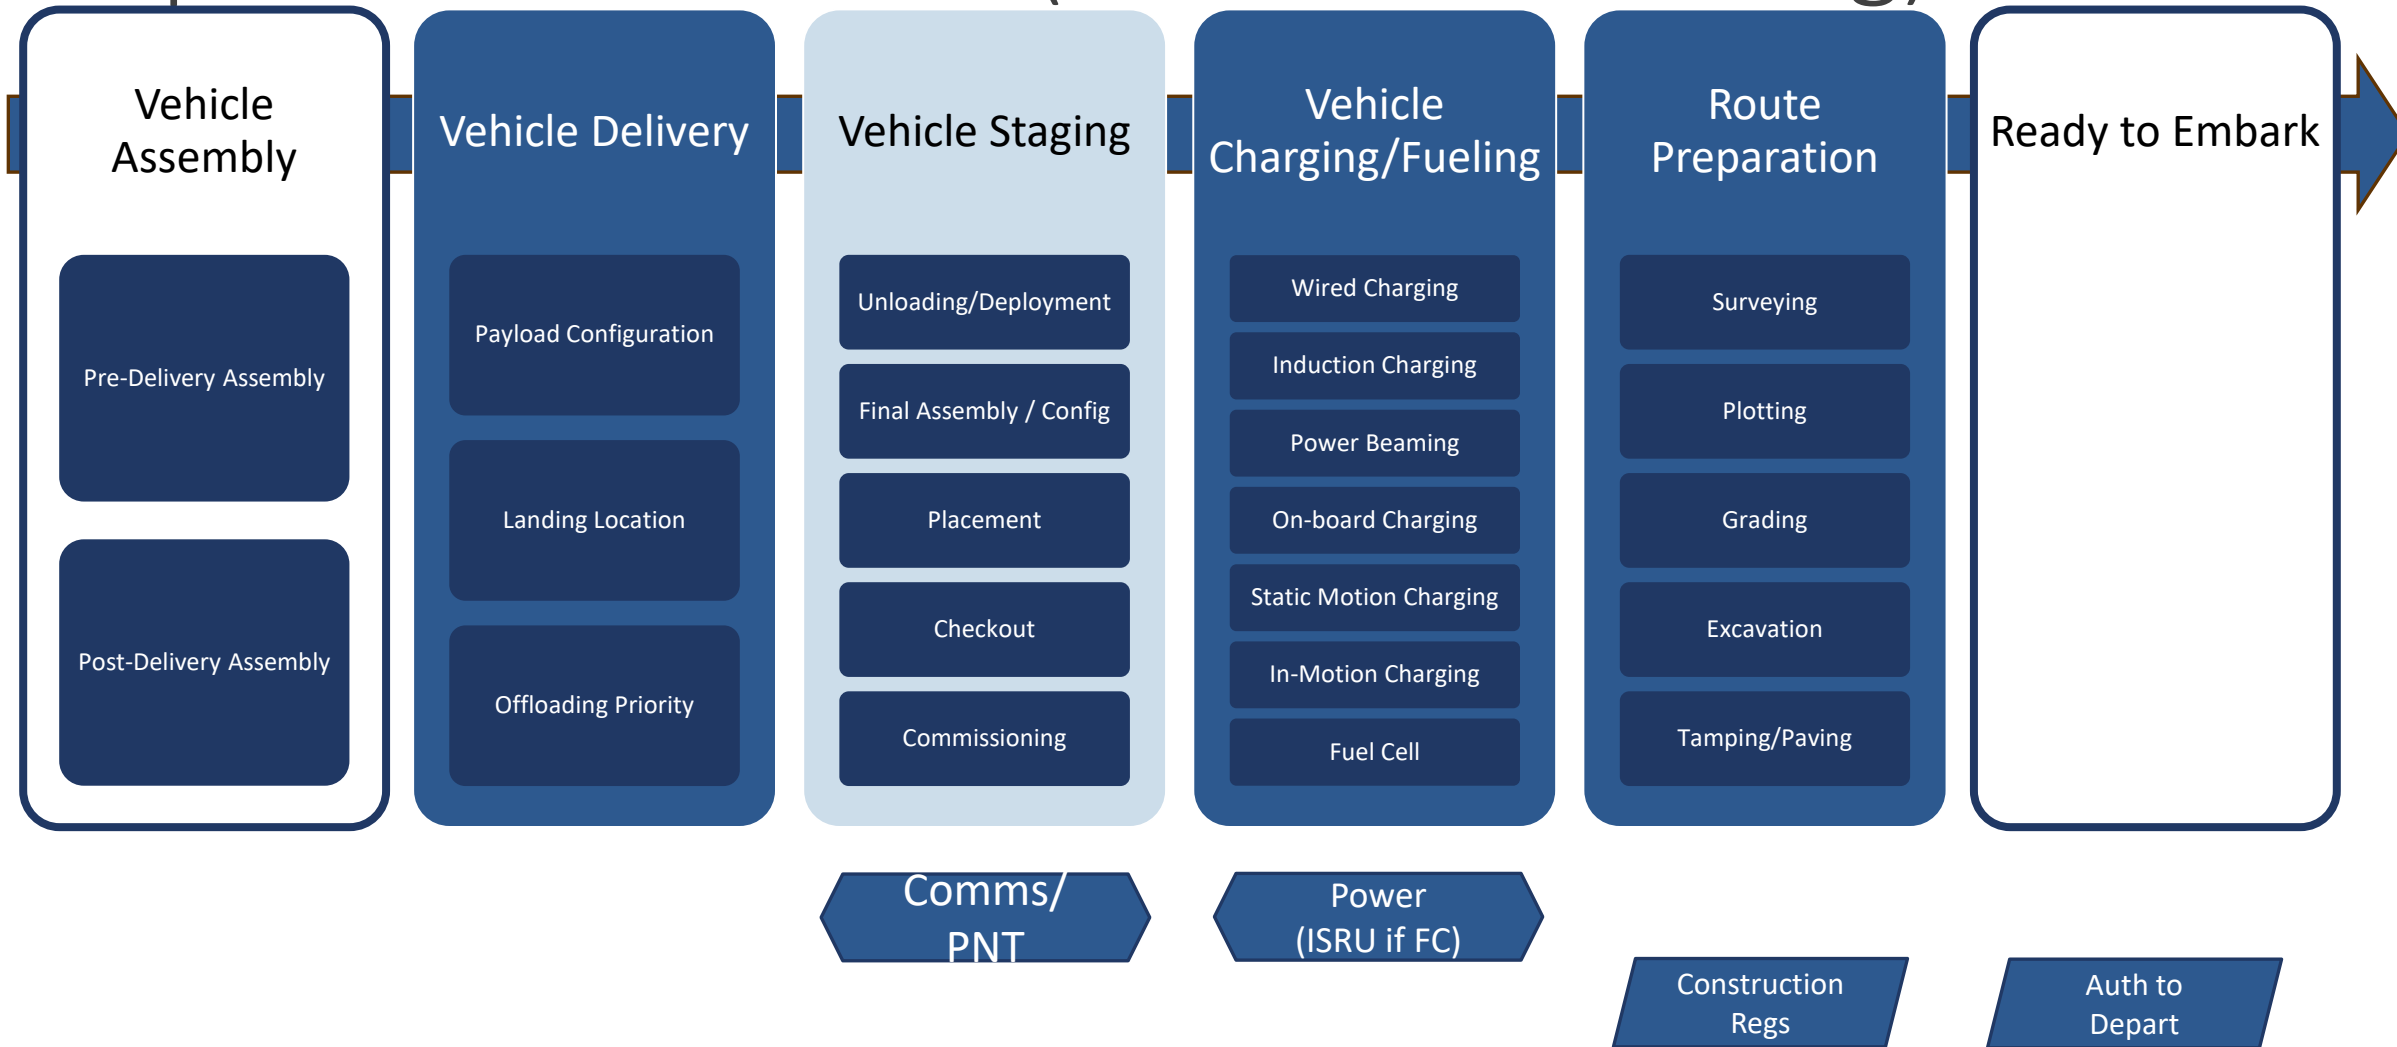 Vehicle
Assembly
Pre-Delivery Assembly
Post-Delivery Assembly
Vehicle Delivery
Payload Configuration
Landing Location
Offloading Priority
Vehicle Staging
Unloading/Deployment
Final Assembly / Config
Placement
Checkout
Commissioning
Vehicle
Charging/Fueling
Wired Charging
Induction Charging
Power Beaming
On-board Charging
Static Motion Charging
In-Motion Charging
Fuel Cell
Route
Preparation
Surveying
Plotting
Grading
Excavation
Tamping/Paving
Ready to Embark
Comms/
PNT
Power
(ISRU if FC)
Construction
Regs
Auth to
Depart